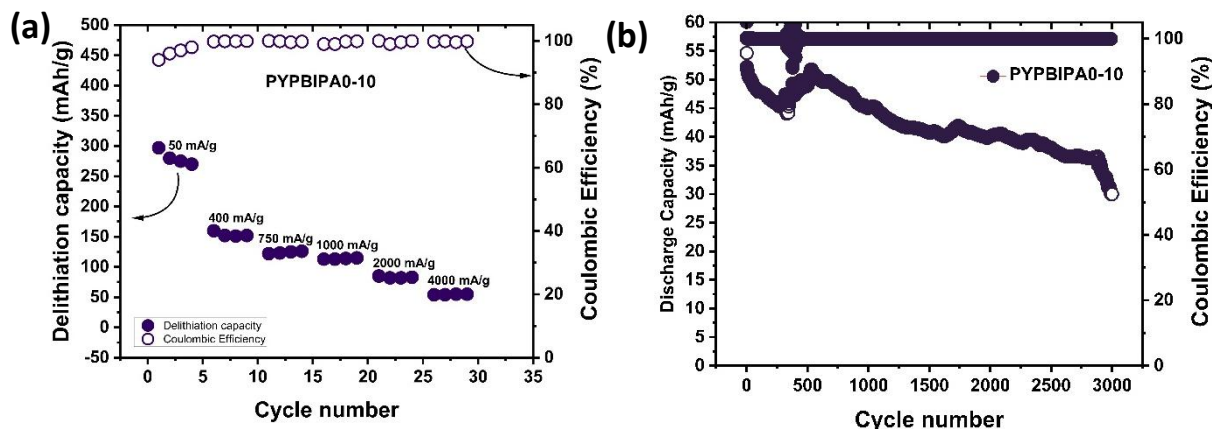 (a)
Delithiation capacity (mAh/g)
500
450
400
350
300
250
200
150
100
50
0
-50
PYPBIPA0-10
50 mA/g
400 mA/g
750 mA/g
1000 mA/g
2000 mA/g
4000 mA/g
Delithiation capacity
Coulombic Efficiency
0 5 10 15 20 25 30 35
Cycle number
100
80
60
40
20
0
Coulombic Efficiency (%)
(b)
Discharge Capacity (mAh/g)
60
55
50
45
40
35
30
25
20
15
10
5
0
PYPBIPA0-10
0 500 1000 1500 2000 2500 3000
Cycle number
100
80
60
40
20
0
Coulombic Efficiency (%)